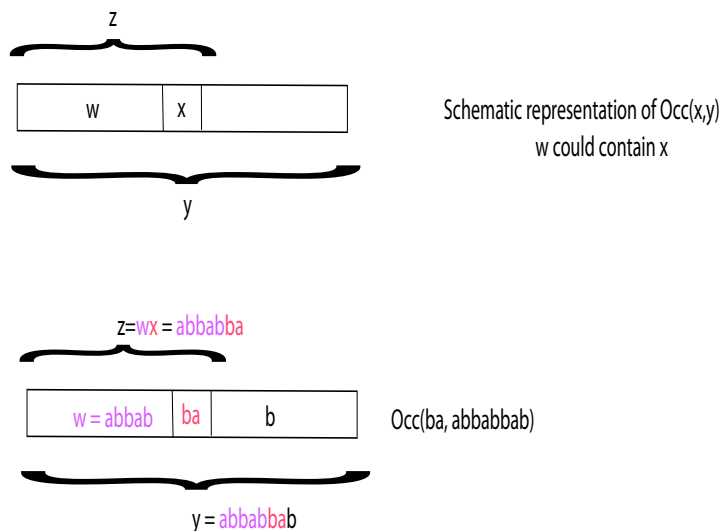 z
w x
Schematic representation of Occ(x,y)
w could contain x
y
z=wx = abbabba
w = abbab ba b
Occ(ba, abbabbab)
y = abbabbab